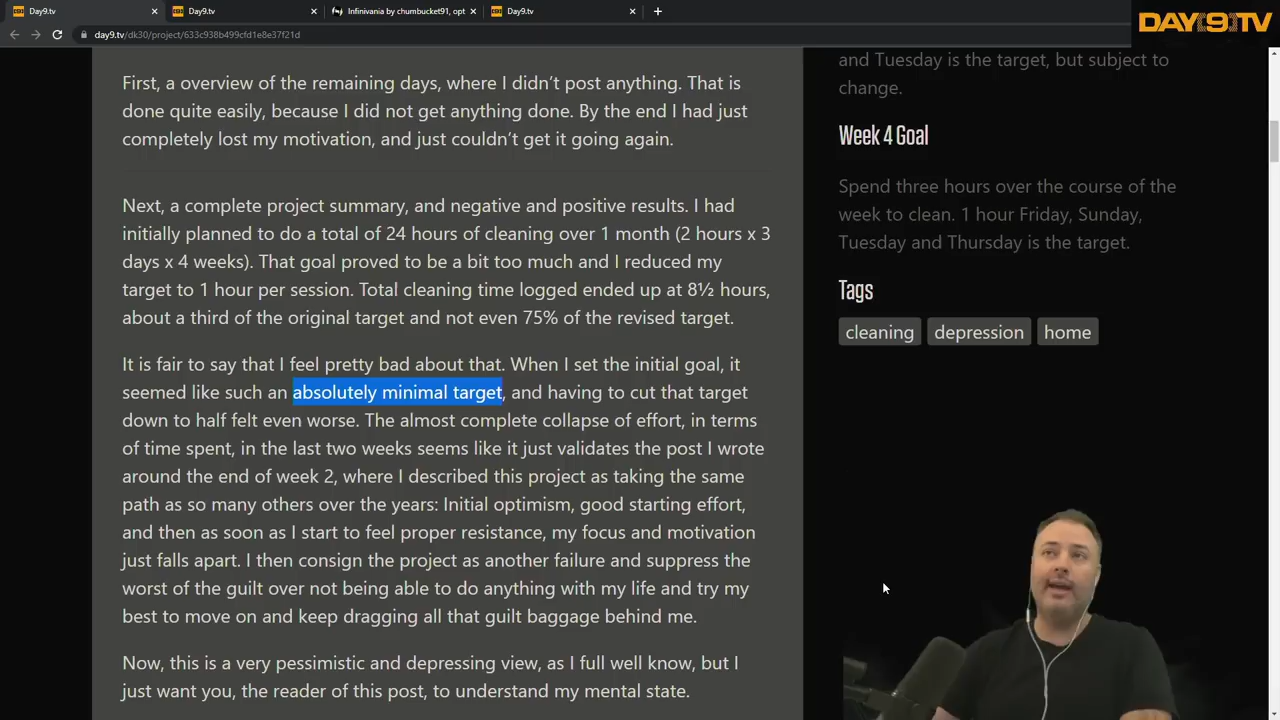 Day9.tv
Day9.tv
Infinivania by chumbucket91, opt
Day9.tv
DAY9.TV
day9.tv/dk30/project/633c938b499cfd1e8e37f21d
First, a overview of the remaining days, where I didn't post anything. That is
done quite easily, because I did not get anything done. By the end I had just
completely lost my motivation, and just couldn't get it going again.
Next, a complete project summary, and negative and positive results. I had
initially planned to do a total of 24 hours of cleaning over 1 month (2 hours x 3
days x 4 weeks). That goal proved to be a bit too much and I reduced my
target to 1 hour per session. Total cleaning time logged ended up at 8½ hours,
about a third of the original target and not even 75% of the revised target.
It is fair to say that I feel pretty bad about that. When I set the initial goal, it
seemed like such an absolutely minimal target, and having to cut that target
down to half felt even worse. The almost complete collapse of effort, in terms
of time spent, in the last two weeks seems like it just validates the post I wrote
around the end of week 2, where I described this project as taking the same
path as so many others over the years: Initial optimism, good starting effort,
and then as soon as I start to feel proper resistance, my focus and motivation
just falls apart. I then consign the project as another failure and suppress the
worst of the guilt over not being able to do anything with my life and try my
best to move on and keep dragging all that guilt baggage behind me.
Now, this is a very pessimistic and depressing view, as I full well know, but I
just want you, the reader of this post, to understand my mental state.
and Tuesday is the target, but subject to
change.
Week 4 Goal
Spend three hours over the course of the
week to clean. 1 hour Friday, Sunday,
Tuesday and Thursday is the target.
Tags
cleaning depression home